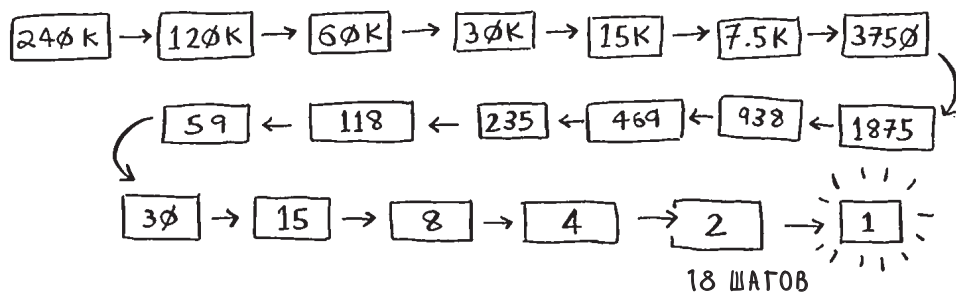 240K → 120K → 60K → 30K → 15K → 7.5K → 3750
59 ← 118 ← 235 ← 469 ← 938 ← 1875
30 → 15 → 8 → 4 → 2 → 1
18 ШАГОВ